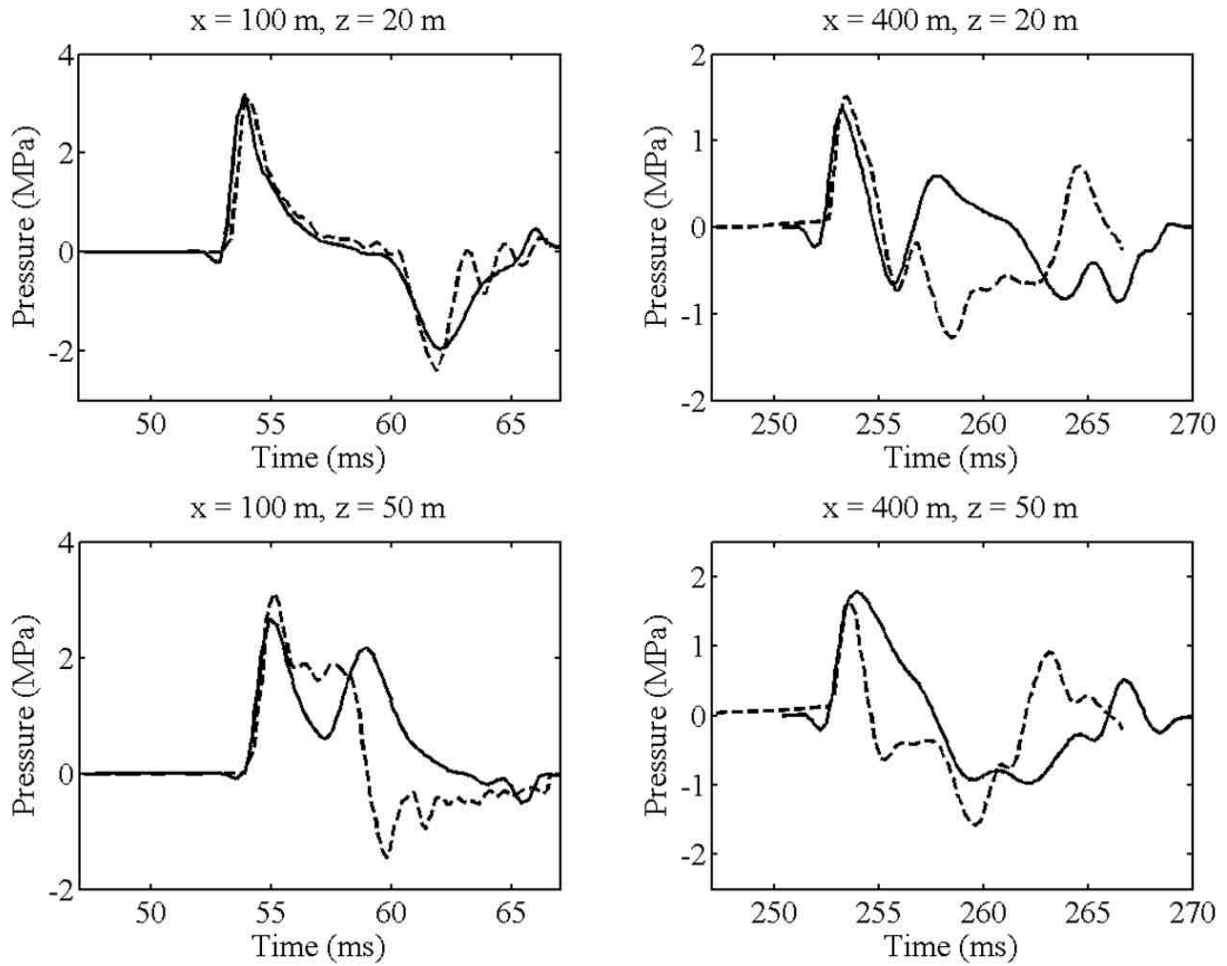 x = 100 m, z = 20 m
Pressure (MPa)
4
2
0
-2
50 55 60 65
Time (ms)
x = 400 m, z = 20 m
Pressure (MPa)
2
1
0
-1
-2
250 255 260 265 270
Time (ms)
x = 100 m, z = 50 m
Pressure (MPa)
4
2
0
-2
50 55 60 65
Time (ms)
x = 400 m, z = 50 m
Pressure (MPa)
2
1
0
-1
-2
250 255 260 265 270
Time (ms)